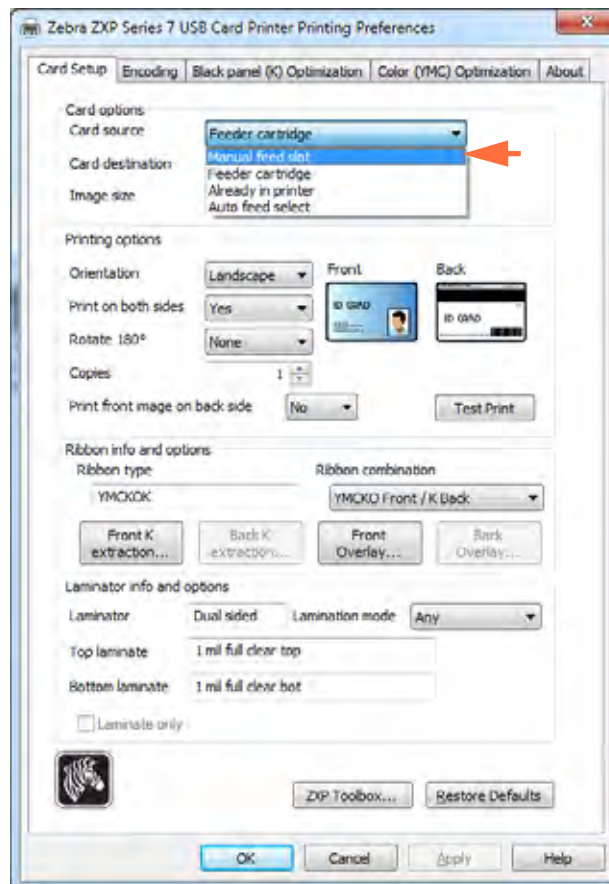 Zebra ZXP Series 7 USB Card Printer Printing Preferences
Card Setup Encoding Black panel (K) Optimization Color (YMC) Optimization About
Card options
Card source Feeder cartridge
Manual feed slot
Card destination
Feeder cartridge
Already in printer
Image size
Auto feed select
Printing options
Orientation Landscape Front Back
Print on both sides Yes
ID CARD
ID CARD
Rotate 180° None
Copies 1
Print front image on back side No Test Print
Ribbon info and options
Ribbon type Ribbon combination
YMCKOK YMCKO Front / K Back
Front K extraction... Back K extraction... Front Overlay... Back Overlay...
Laminator info and options
Laminator Dual sided Lamination mode Any
Top laminate 1 mil full clear top
Bottom laminate 1 mil full clear bot
Laminate only
ZXP Toolbox... Restore Defaults
OK Cancel Apply Help